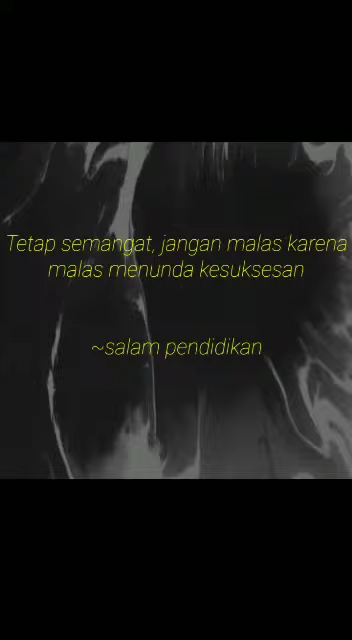 Tetap semangat, jangan malas karena
malas menunda kesuksesan
~salam pendidikan